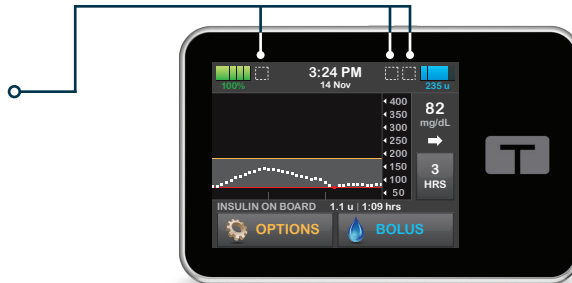 3:24 PM
100%
14 Nov
235 u
400
350
300
250
200
150
100
50
82
mg/dL
3
HRS
INSULIN ON BOARD 1.1 u | 1:09 hrs
OPTIONS
BOLUS